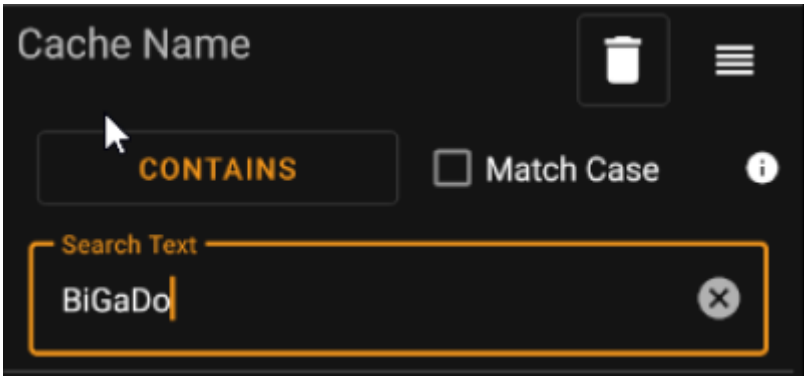 Cache Name
CONTAINS
Match Case
Search Text
BiGaDo